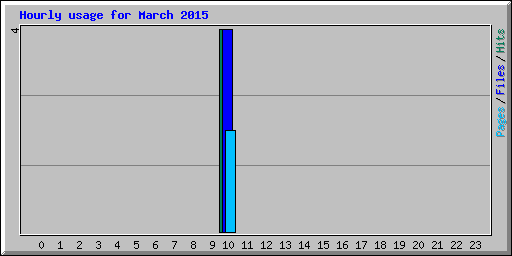 Hourly usage for March 2015
4
0 1 2 3 4 5 6 7 8 9 10 11 12 13 14 15 16 17 18 19 20 21 22 23
Pages/Files/Hits